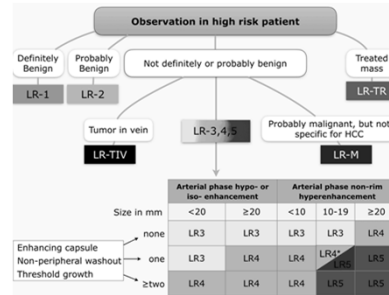 Observation in high risk patient
Definitely
Benign
Probably
Benign
Not definitely or probably benign
Treated
mass
LR-1
LR-2
LR-TR
Tumor in vein
LR-3,4,5
Probably malignant, but not
specific for HCC
LR-TIV
LR-M
Arterial phase hypo- or
iso- enhancement
Arterial phase non-rim
hyperenhancement
Size in mm
<20
≥20
<10
10-19
≥20
none
LR3
LR3
LR3
LR3
LR4
Enhancing capsule
Non-peripheral washout
Threshold growth
one
LR3
LR4
LR4
LR4*
LR5
LR5
≥two
LR4
LR4
LR4
LR5
LR5